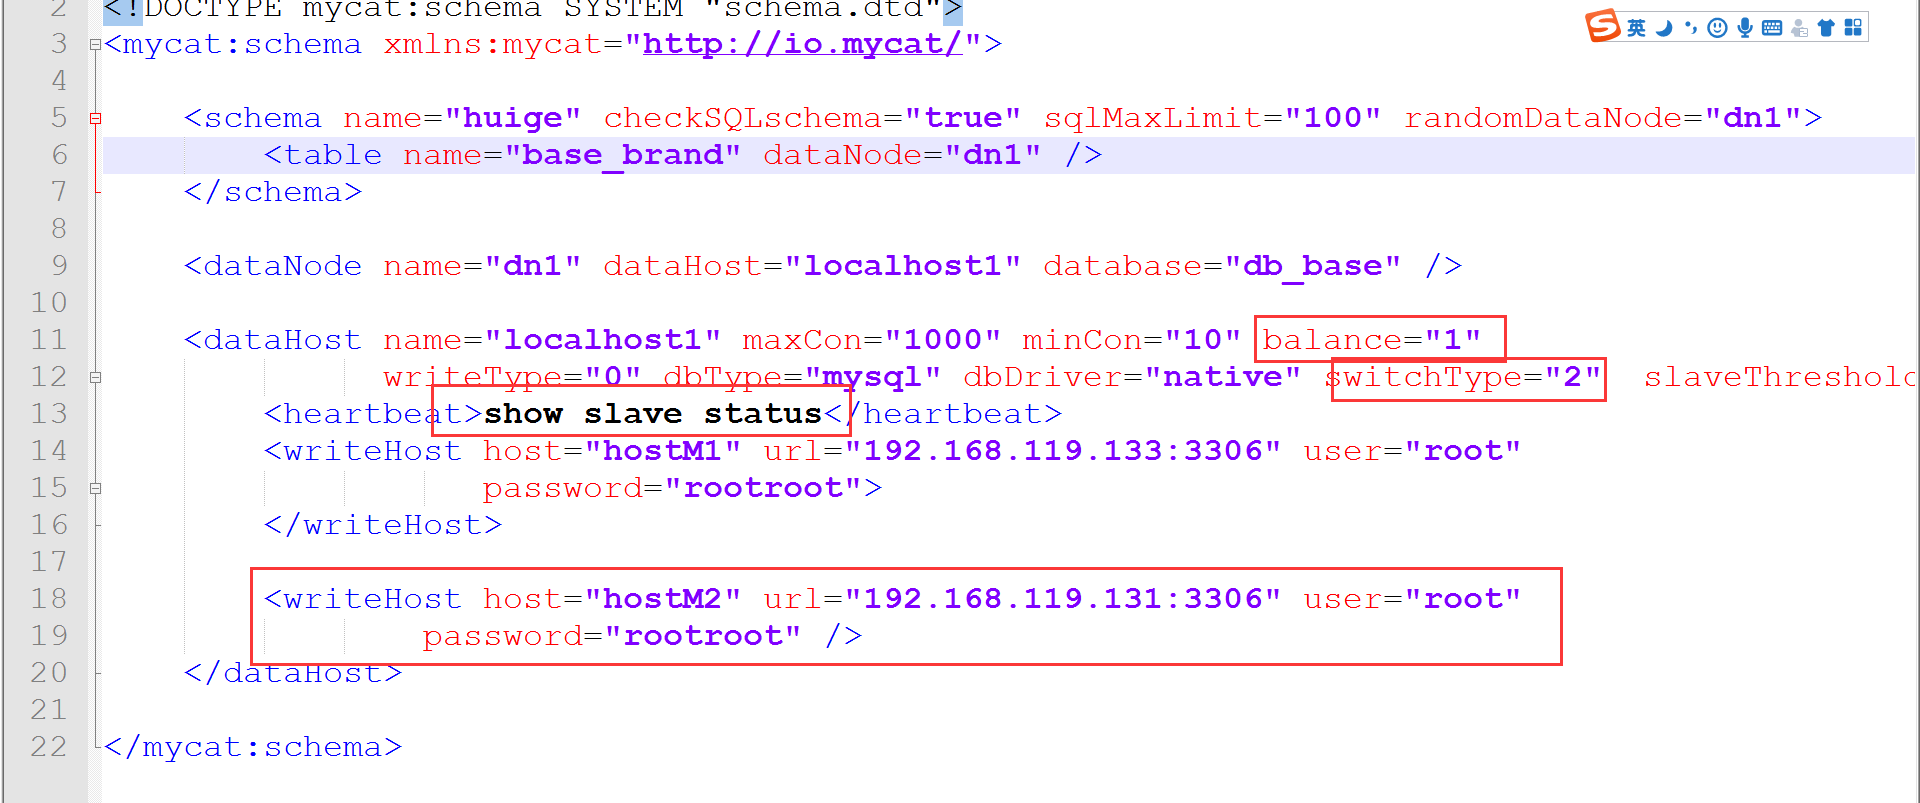 2 <!DOCTYPE mycat:schema SYSTEM "schema.dtd">
3 <mycat:schema xmlns:mycat="http://io.mycat/">
4
5 <schema name="huige" checkSQLschema="true" sqlMaxLimit="100" randomDataNode="dn1">
6 <table name="base_brand" dataNode="dn1" />
7 </schema>
8
9 <dataNode name="dn1" dataHost="localhost1" database="db_base" />
10
11 <dataHost name="localhost1" maxCon="1000" minCon="10" balance="1"
12 writeType="0" dbType="mysql" dbDriver="native" switchType="2" slaveThreshold
13 <heartbeat>show slave status</heartbeat>
14 <writeHost host="hostM1" url="192.168.119.133:3306" user="root"
15 password="rootroot">
16 </writeHost>
17
18 <writeHost host="hostM2" url="192.168.119.131:3306" user="root"
19 password="rootroot" />
20 </dataHost>
21
22 </mycat:schema>
S 英